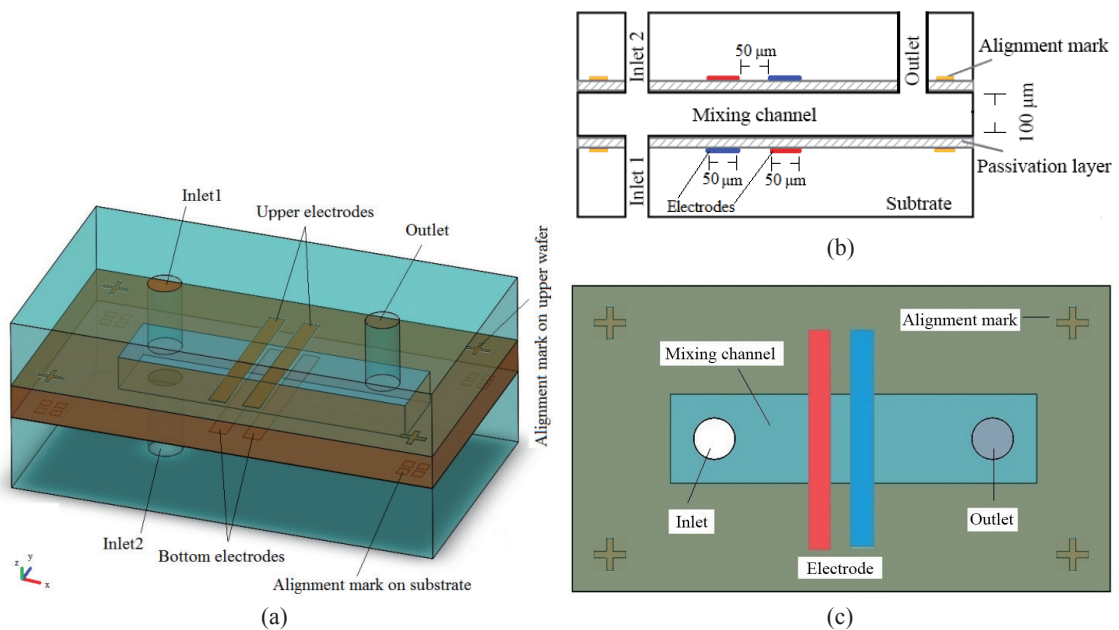 Inlet1
Upper electrodes
Outlet
Alignment mark on upper wafer
Inlet2
Bottom electrodes
Alignment mark on substrate
z
y
x
(a)
Inlet 2
50 μm
Outlet
Alignment mark
Mixing channel
100 μm
Inlet 1
50 μm
50 μm
Passivation layer
Electrodes
Subtrate
(b)
Alignment mark
Mixing channel
Inlet
Outlet
Electrode
(c)